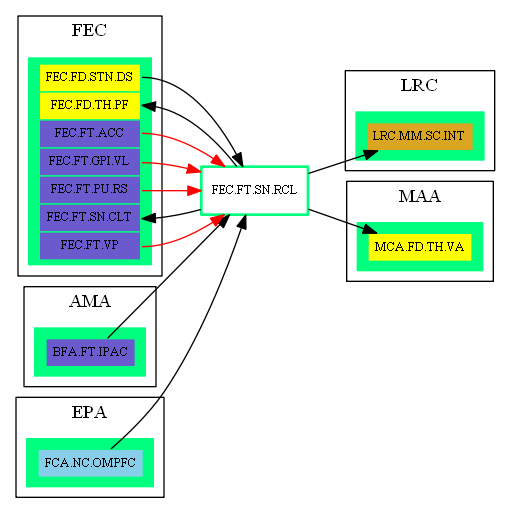 FEC
FEC.FD.STN.DS
FEC.FD.TH.PF
FEC.FT.ACC
FEC.FT.GPI.VL
FEC.FT.PU.RS
FEC.FT.SN.CLT
FEC.FT.VP
AMA
BFA.FT.IPAC
EPA
FCA.NC.OMPFC
FEC.FT.SN.RCL
LRC
LRC.MM.SC.INT
MAA
MCA.FD.TH.VA